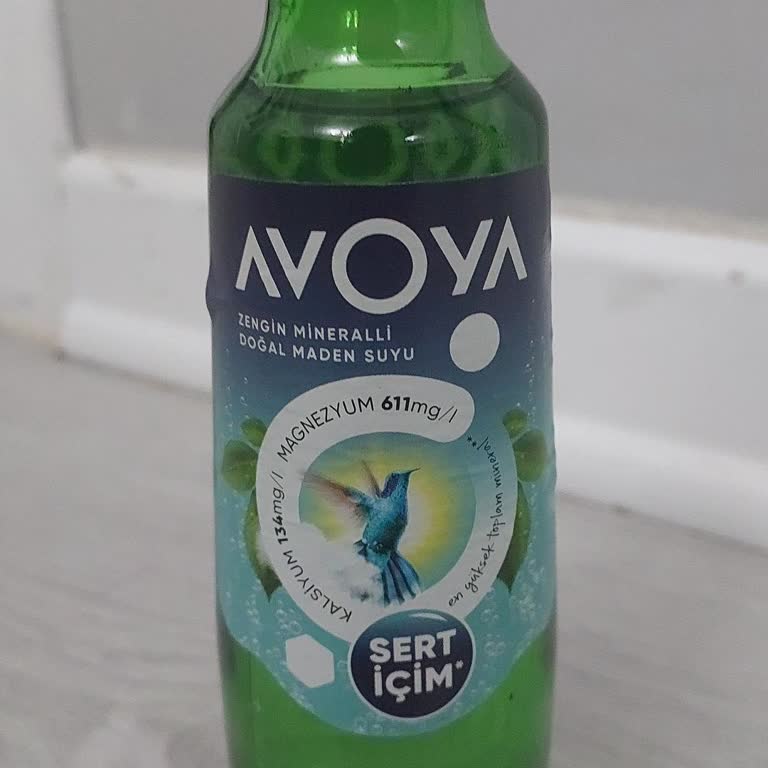 AVOYA
ZENGİN MİNERALLİ
DOĞAL MADEN SUYU
MAGNEZYUM 611mg/l
KALSİYUM 134mg/l
en yüksek toplam mineral**
SERT
İÇİM*